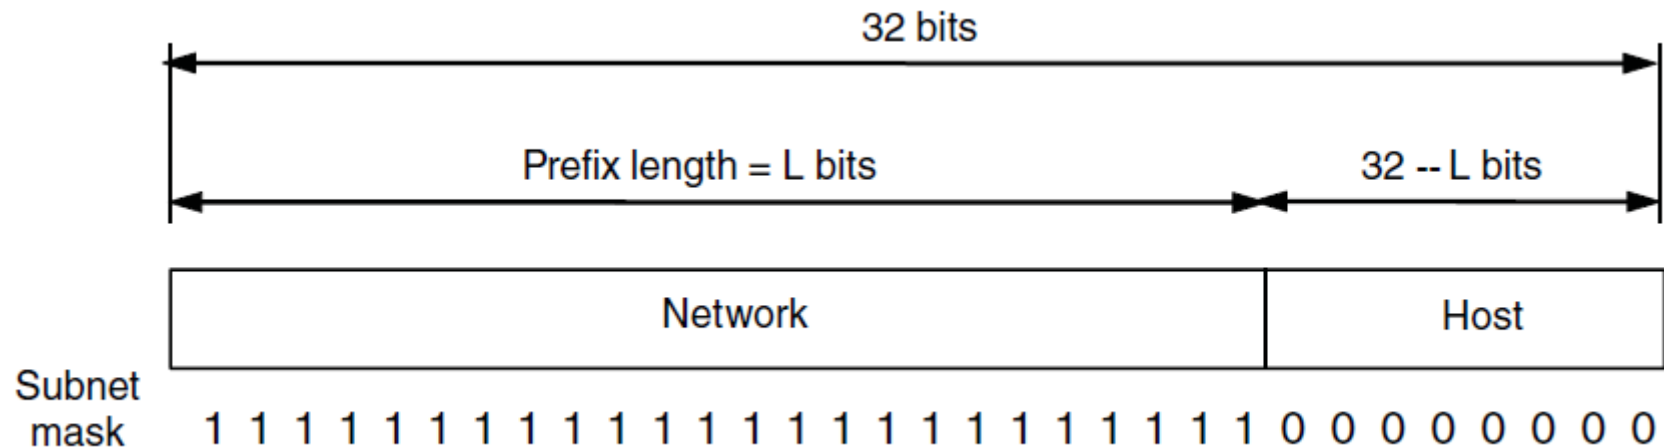 32 bits
Prefix length = L bits 32 -- L bits
Network Host
Subnet
mask 1 1 1 1 1 1 1 1 1 1 1 1 1 1 1 1 1 1 1 1 1 1 1 1 0 0 0 0 0 0 0 0